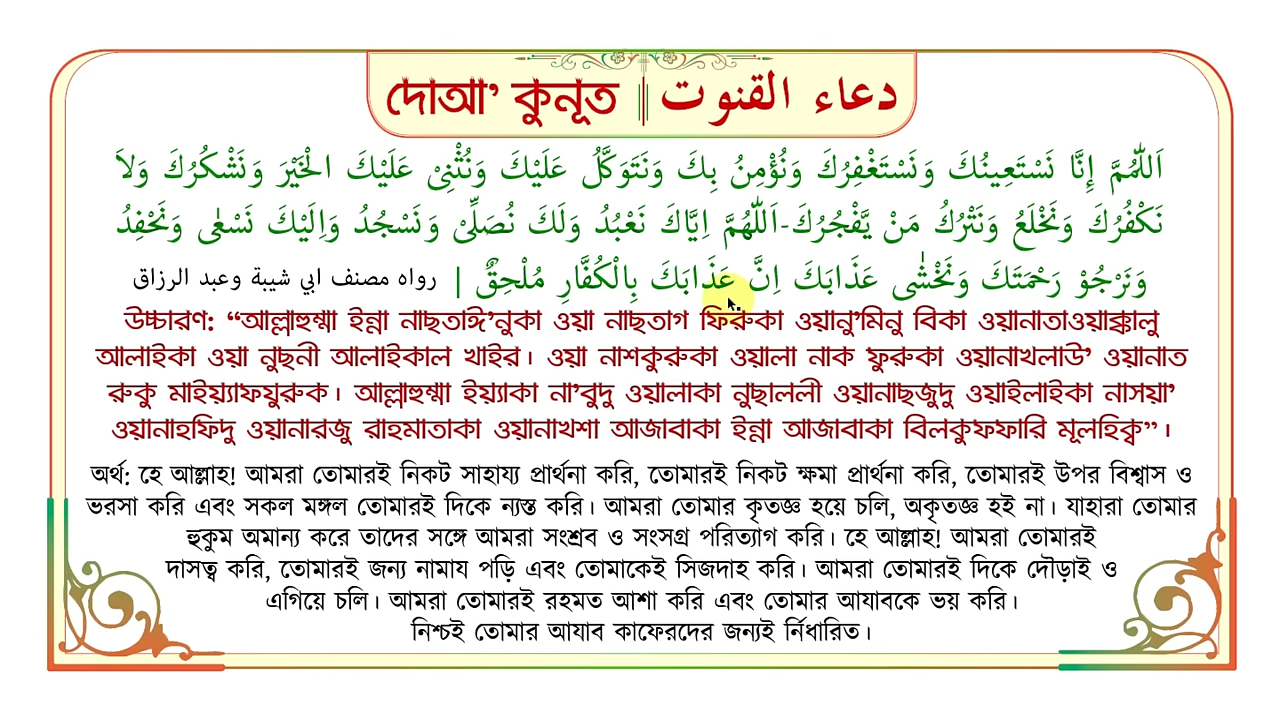 দোআ’ কুনূত || دعاء القنوت
اَللّٰهُمَّ إِنَّا نَسْتَعِينُكَ وَنَسْتَغْفِرُكَ وَنُؤْمِنُ بِكَ وَنَتَوَكَّلُ عَلَيْكَ وَنُثْنِىْ عَلَيْكَ الْخَيْرَ وَنَشْكُرُكَ وَلاَ
نَكْفُرُكَ وَنَخْلَعُ وَنَتْرُكُ مَنْ يَّفْجُرُكَ-اَللّٰهُمَّ اِيَّاكَ نَعْبُدُ وَلَكَ نُصَلِّىْ وَنَسْجُدُ وَاِلَيْكَ نَسْعٰى وَنَحْفِدُ
وَنَرْجُوْ رَحْمَتَكَ وَنَخْشٰى عَذَابَكَ اِنَّ عَذَابَكَ بِالْكُفَّارِ مُلْحِقٌ | رواه مصنف ابي شيبة وعبد الرزاق
উচ্চারণ: “আল্লাহুম্মা ইন্না নাছতাঈ’নুকা ওয়া নাছতাগ ফিরুকা ওয়ানু’মিনু বিকা ওয়ানাতাওয়াক্কালু
আলাইকা ওয়া নুছনী আলাইকাল খাইর। ওয়া নাশকুরুকা ওয়ালা নাক ফুরুকা ওয়ানাখলাউ’ ওয়ানাত
রুকু মাইয়্যাফযুরুক। আল্লাহুম্মা ইয়্যাকা না’বুদু ওয়ালাকা নুছাললী ওয়ানাছজুদু ওয়াইলাইকা নাসয়া’
ওয়ানাহফিদু ওয়ানারজু রাহমাতাকা ওয়ানাখশা আজাবাকা ইন্না আজাবাকা বিলকুফফারি মূলহিক্ব”।
অর্থ: হে আল্লাহ! আমরা তোমারই নিকট সাহায্য প্রার্থনা করি, তোমারই নিকট ক্ষমা প্রার্থনা করি, তোমারই উপর বিশ্বাস ও
ভরসা করি এবং সকল মঙ্গল তোমারই দিকে ন্যস্ত করি। আমরা তোমার কৃতজ্ঞ হয়ে চলি, অকৃতজ্ঞ হই না। যাহারা তোমার
হুকুম অমান্য করে তাদের সঙ্গে আমরা সংশ্রব ও সংসগ্র পরিত্যাগ করি। হে আল্লাহ! আমরা তোমারই
দাসত্ব করি, তোমারই জন্য নামায পড়ি এবং তোমাকেই সিজদাহ করি। আমরা তোমারই দিকে দৌড়াই ও
এগিয়ে চলি। আমরা তোমারই রহমত আশা করি এবং তোমার আযাবকে ভয় করি।
নিশ্চই তোমার আযাব কাফেরদের জন্যই র্নিধারিত।